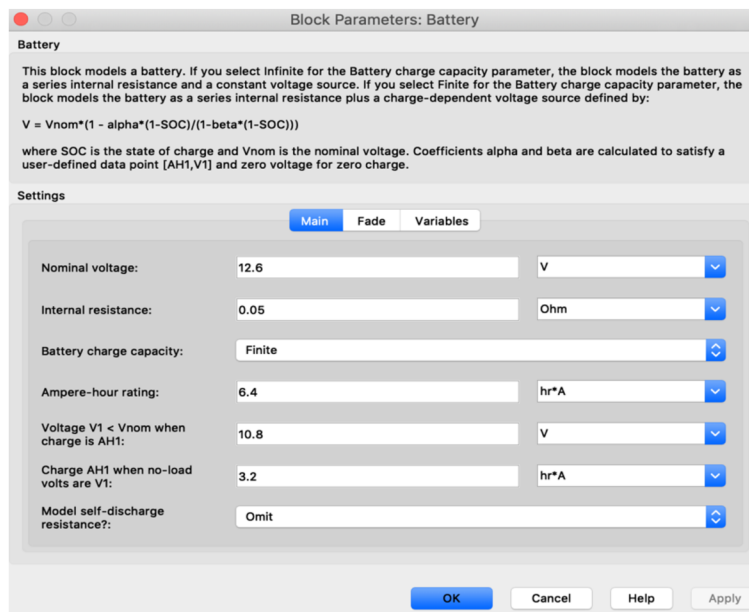 Block Parameters: Battery
Battery
This block models a battery. If you select Infinite for the Battery charge capacity parameter, the block models the battery as
a series internal resistance and a constant voltage source. If you select Finite for the Battery charge capacity parameter, the
block models the battery as a series internal resistance plus a charge-dependent voltage source defined by:
V = Vnom*(1 - alpha*(1-SOC)/(1-beta*(1-SOC)))
where SOC is the state of charge and Vnom is the nominal voltage. Coefficients alpha and beta are calculated to satisfy a
user-defined data point [AH1,V1] and zero voltage for zero charge.
Settings
Main Fade Variables
Nominal voltage: 12.6 V
Internal resistance: 0.05 Ohm
Battery charge capacity: Finite
Ampere-hour rating: 6.4 hr*A
Voltage V1 < Vnom when
charge is AH1: 10.8 V
Charge AH1 when no-load
volts are V1: 3.2 hr*A
Model self-discharge
resistance?: Omit
OK Cancel Help Apply